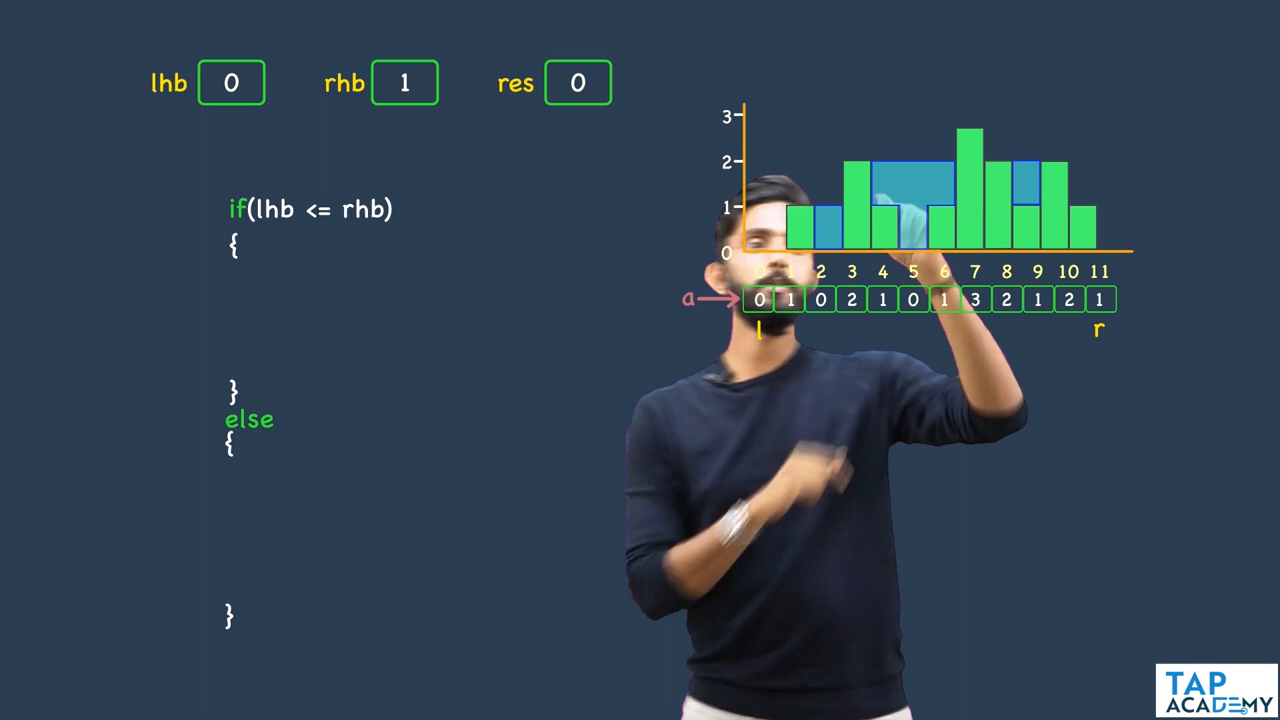 lhb 0 rhb 1 res 0
if(lhb <= rhb)
{
}
else
{
}
3
2
1
0
0 1 2 3 4 5 6 7 8 9 10 11
a 0 1 0 2 1 0 1 3 2 1 2 1
l r
TAP
ACADEMY